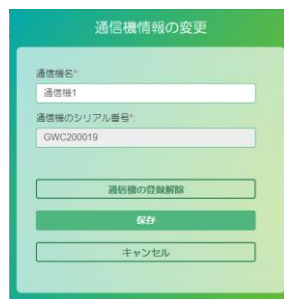 通信機情報の変更
通信機名*:
通信機1
通信機のシリアル番号*:
GWC200019
通信機の登録解除
保存
キャンセル